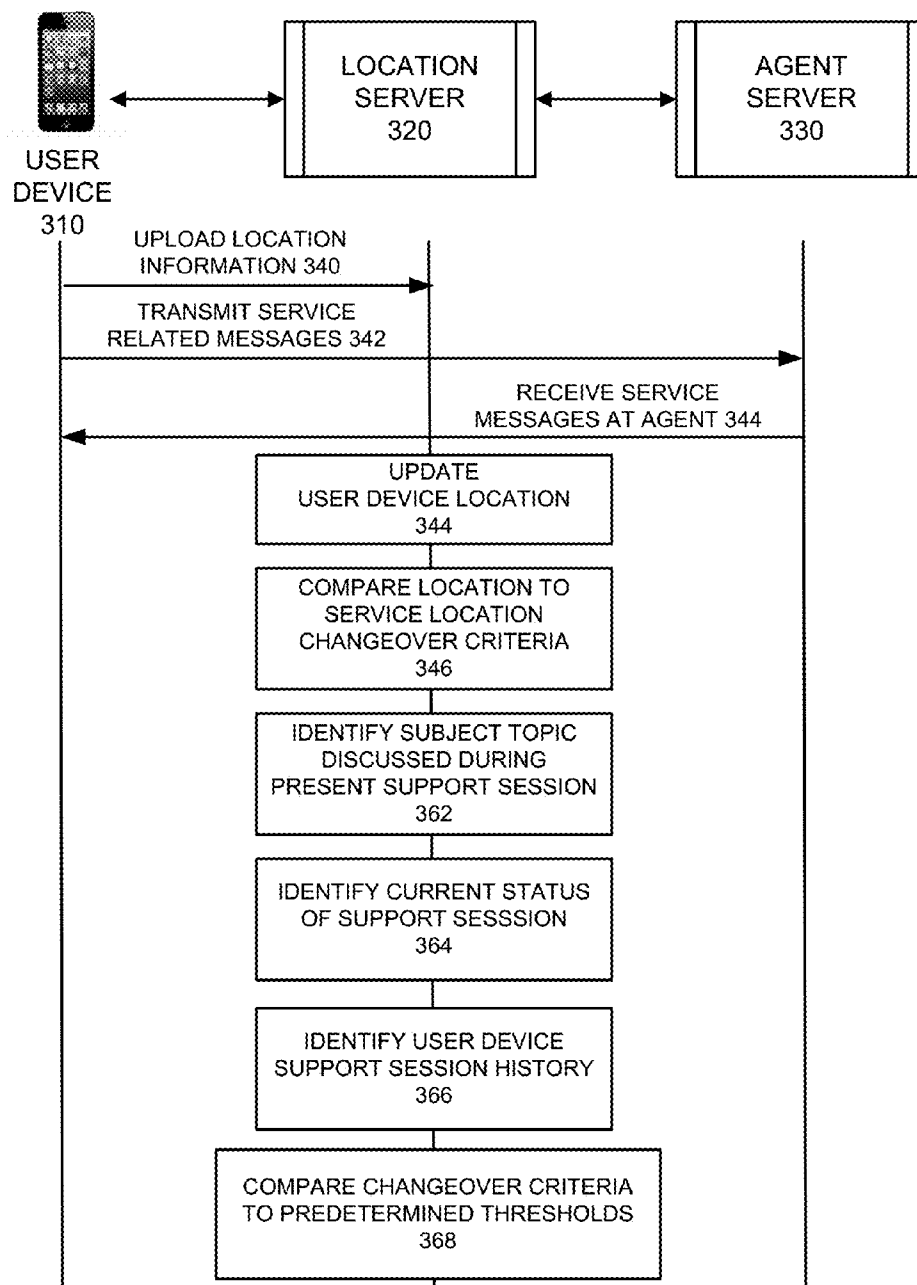 LOCATION
SERVER
320
AGENT
SERVER
330
USER
DEVICE
310
UPLOAD LOCATION
INFORMATION 340
TRANSMIT SERVICE
RELATED MESSAGES 342
RECEIVE SERVICE
MESSAGES AT AGENT 344
UPDATE
USER DEVICE LOCATION
344
COMPARE LOCATION TO
SERVICE LOCATION
CHANGEOVER CRITERIA
346
IDENTIFY SUBJECT TOPIC
DISCUSSED DURING
PRESENT SUPPORT SESSION
362
IDENTIFY CURRENT STATUS
OF SUPPORT SESSSION
364
IDENTIFY USER DEVICE
SUPPORT SESSION HISTORY
366
COMPARE CHANGEOVER CRITERIA
TO PREDETERMINED THRESHOLDS
368